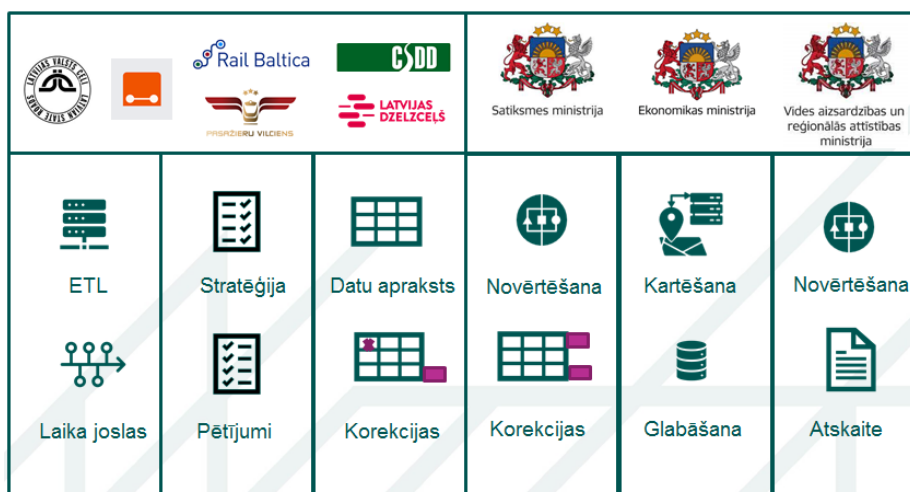 LATVIJAS VALSTS CEĻI
LATVIAN STATE ROADS
Rail Baltica
CSDD
PASAŽIERU VILCIENS
LATVIJAS
DZELZCEĻŠ
Satiksmes ministrija
Ekonomikas ministrija
Vides aizsardzības un
reģionālās attīstības
ministrija
ETL
Stratēģija
Datu apraksts
Novērtēšana
Kartēšana
Novērtēšana
Laika joslas
Pētījumi
Korekcijas
Korekcijas
Glabāšana
Atskaite